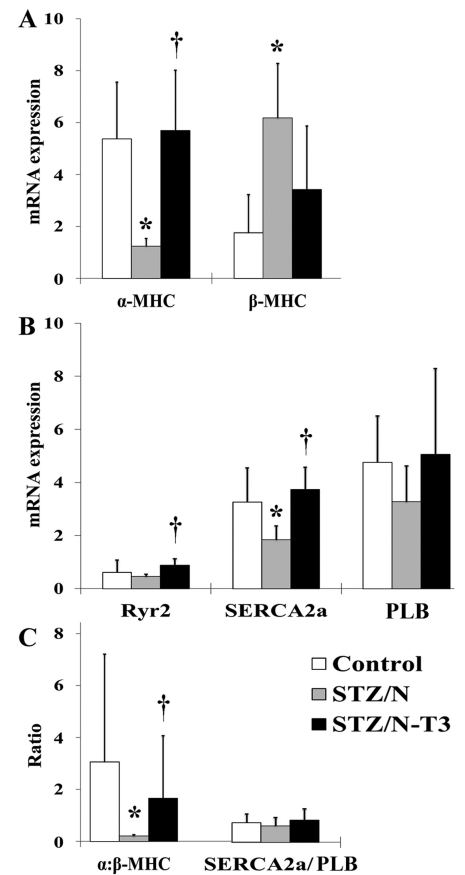 A
10
8
6
4
2
0
mRNA expression
*
†
*
α-MHC
β-MHC
B
10
8
6
4
2
0
mRNA expression
†
*
†
Ryr2
SERCA2a
PLB
C
8
6
4
2
0
Ratio
*
†
α:β-MHC
SERCA2a/PLB
Control
STZ/N
STZ/N-T3